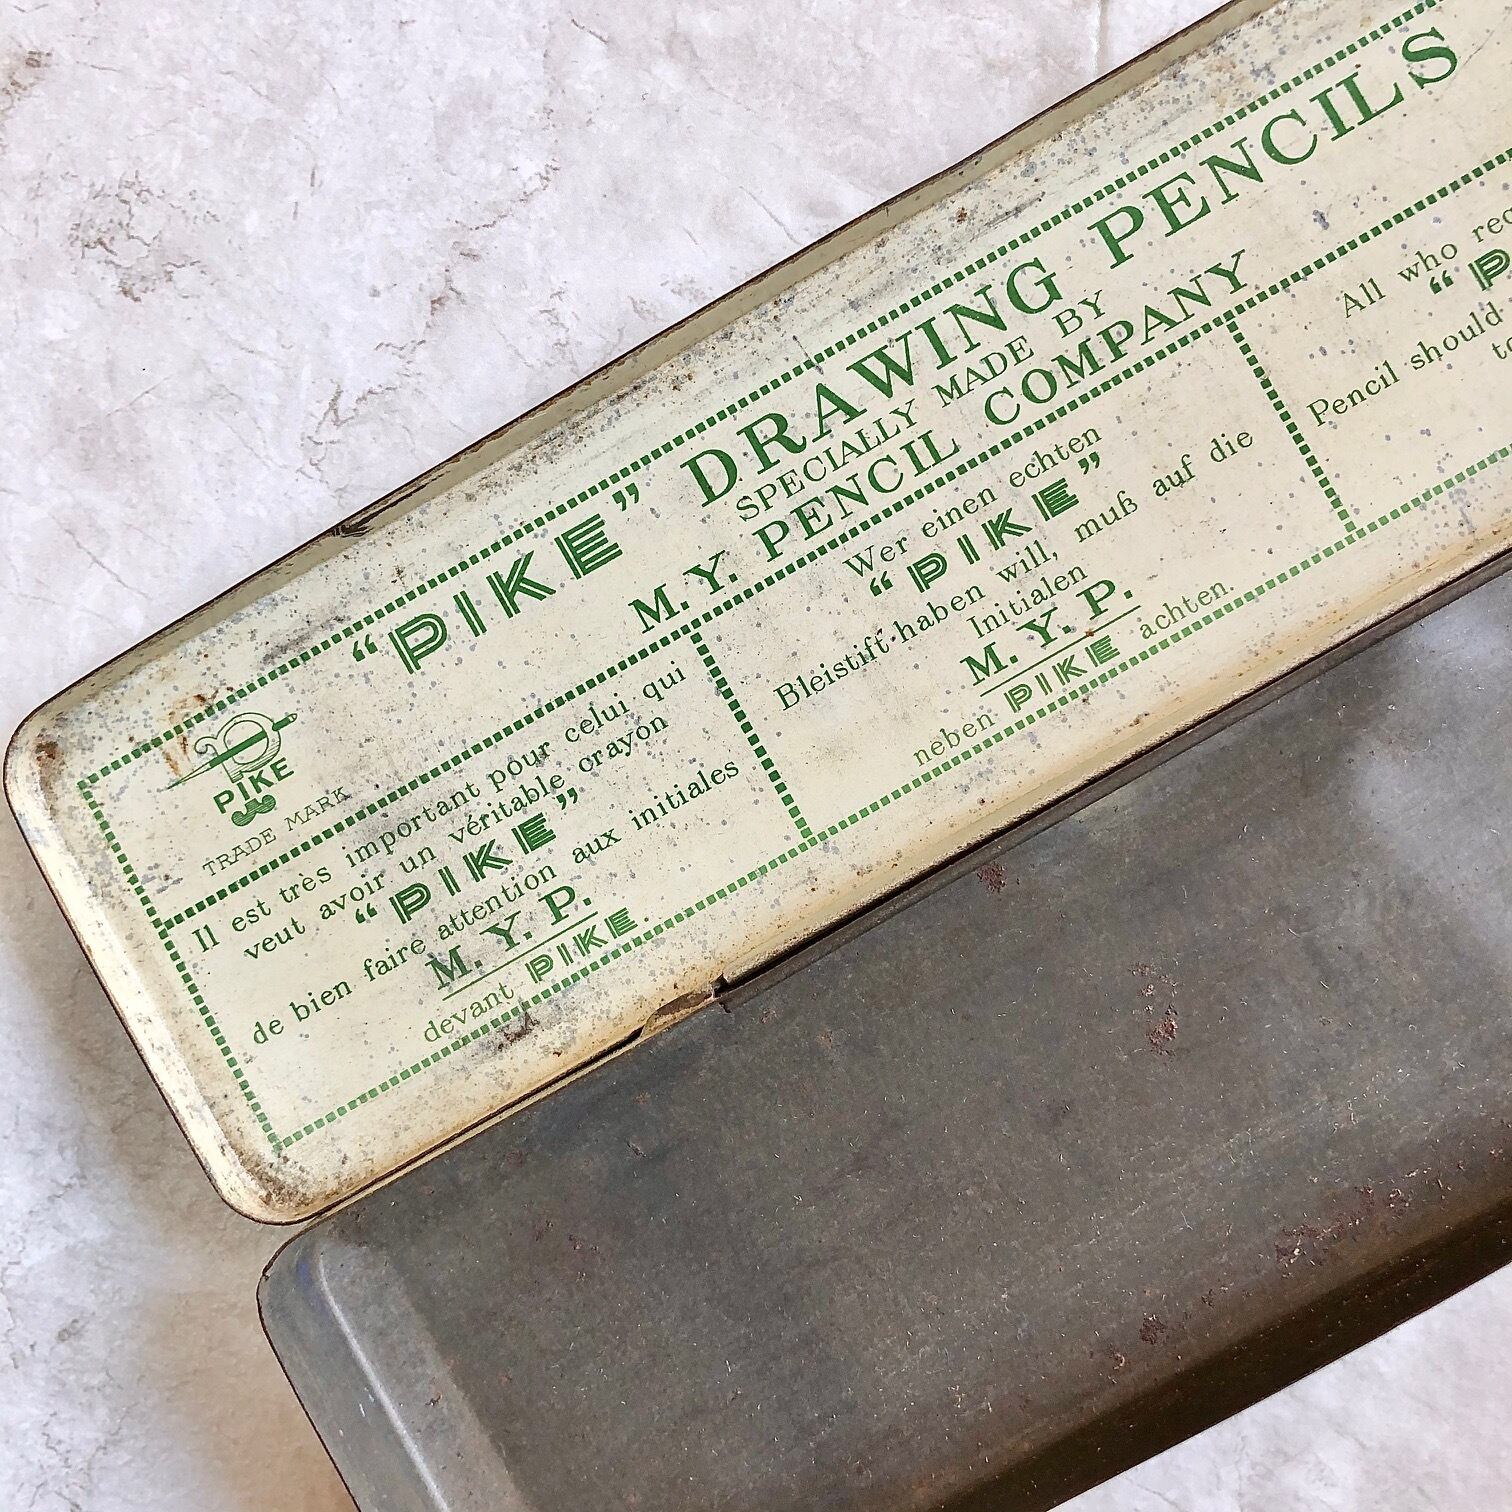 "PIKE" DRAWING PENCILS
SPECIALLY MADE BY
M. Y. PENCIL COMPANY
P
PIKE
TRADE MARK
Il est très important pour celui qui
veut avoir un véritable crayon
"PIKE"
de bien faire attention aux initiales
M. Y. P.
devant PIKE.
Wer einen echten
"PIKE"
Bleistift haben will, muß auf die
Initialen
M. Y. P.
neben PIKE achten.
All who
"P
Pencil should